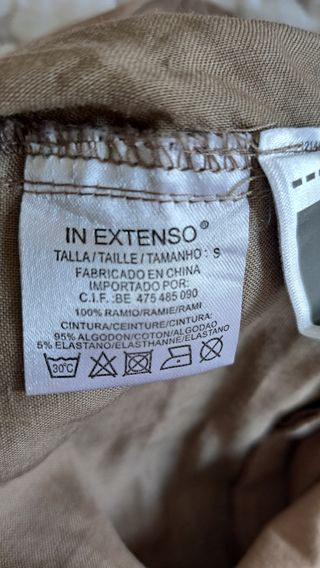 IN EXTENSO®
TALLA/TAILLE/TAMANHO: S
FABRICADO EN CHINA
IMPORTADO POR:
C.I.F.:BE 475 485 090
100% RAMIO/RAMIE/RAMI
CINTURA/CEINTURE/CINTURA:
95% ALGODON/COTON/ALGODAO
5% ELASTANO/ELASTHANNE/ELASTANO
30°C